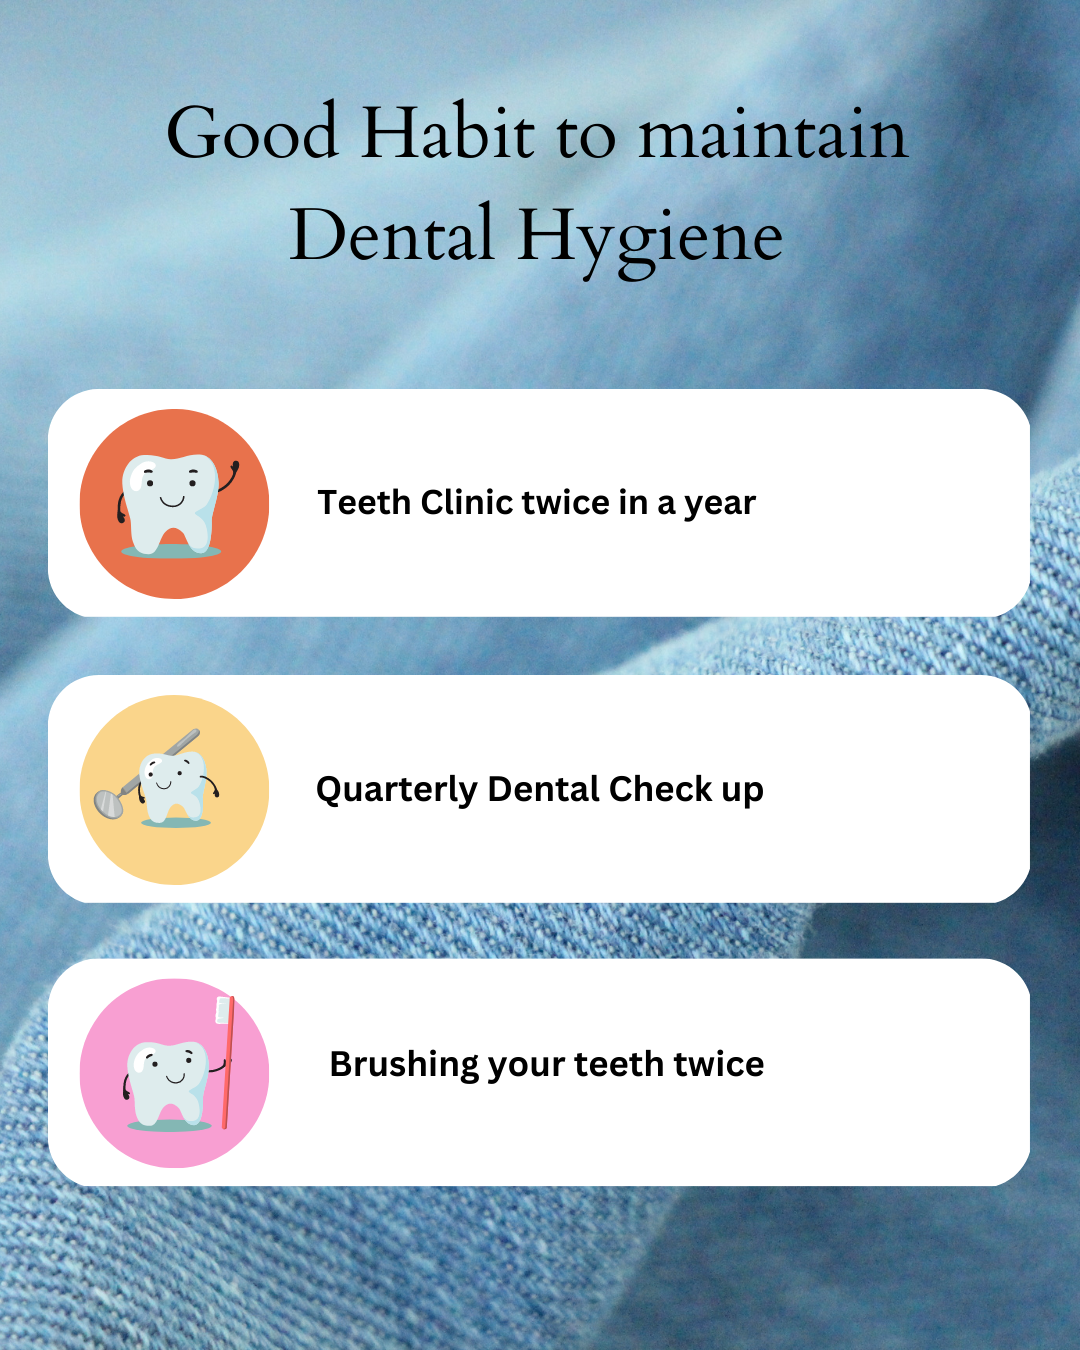 Good Habit to maintain
Dental Hygiene
Teeth Clinic twice in a year
Quarterly Dental Check up
Brushing your teeth twice